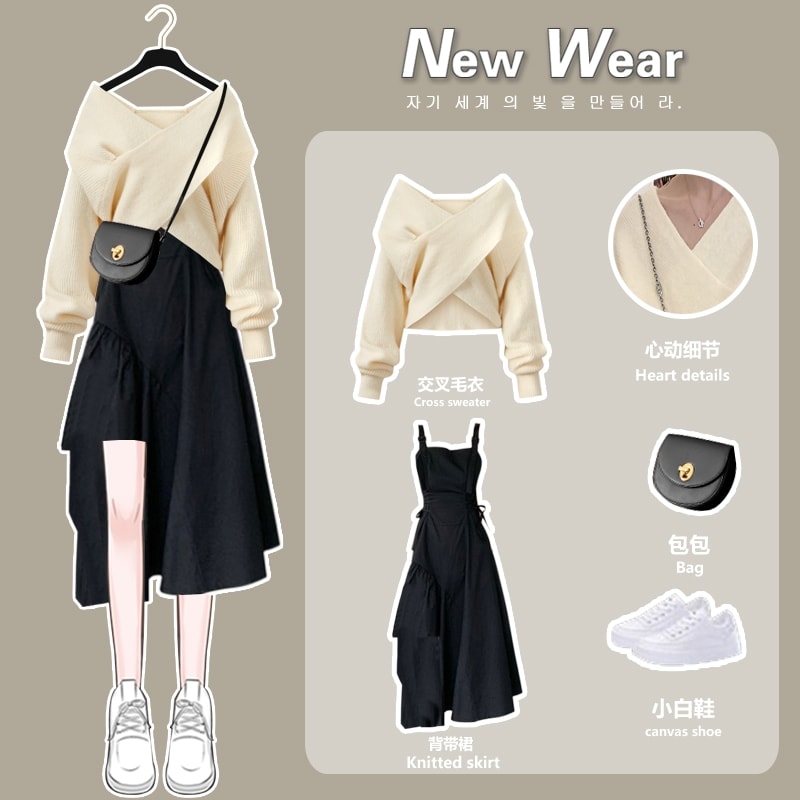 New Wear
자기 세계 의 빛 을 만들어 라.
交叉毛衣
Cross sweater
心动细节
Heart details
包包
Bag
背带裙
Knitted skirt
小白鞋
canvas shoe